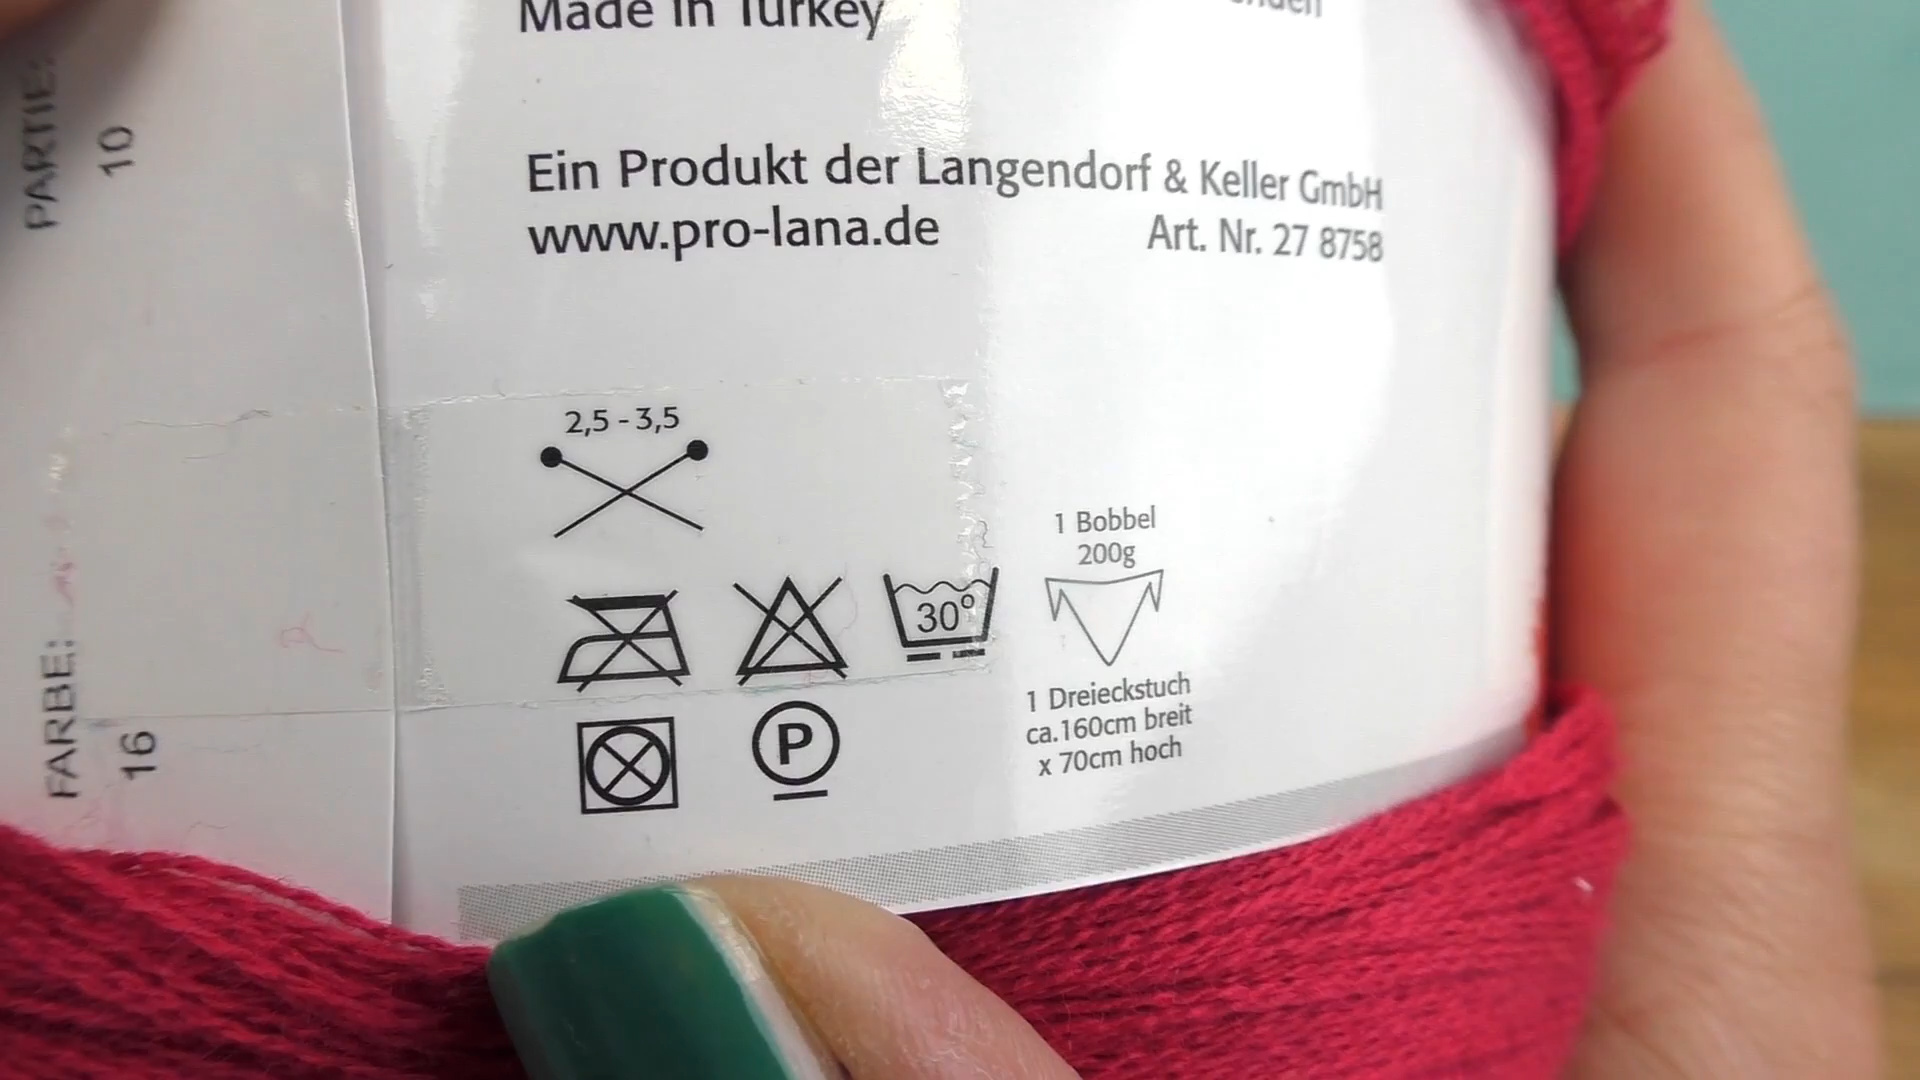 Made in Turkey
Ein Produkt der Langendorf & Keller GmbH
www.pro-lana.de
Art. Nr. 27 8758
2,5 - 3,5
30°
P
1 Bobbel
200g
1 Dreieckstuch
ca.160cm breit
x 70cm hoch
PARTIE:
10
FARBE:
16